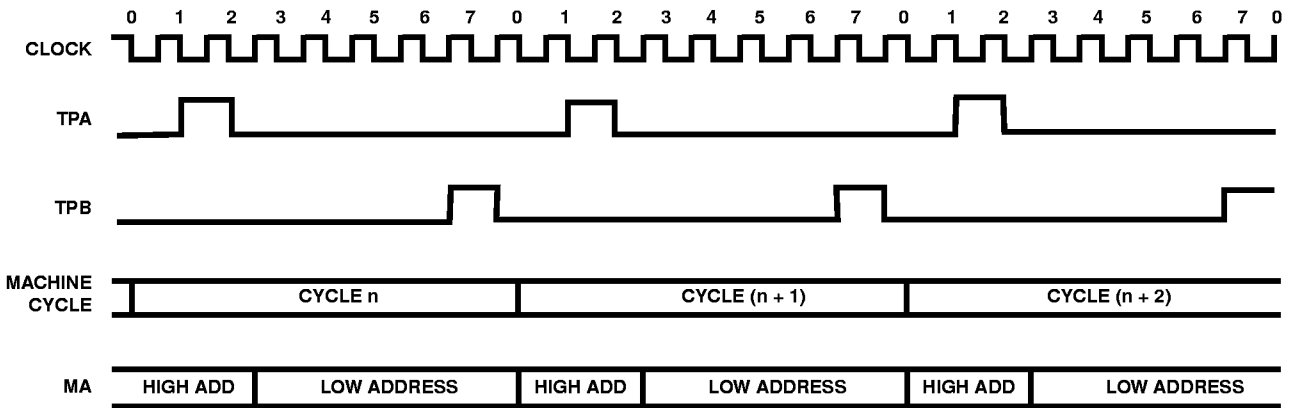 0 1 2 3 4 5 6 7 0 1 2 3 4 5 6 7 0 1 2 3 4 5 6 7 0
CLOCK
TPA
TPB
MACHINE
CYCLE
CYCLE n CYCLE (n + 1) CYCLE (n + 2)
MA HIGH ADD LOW ADDRESS HIGH ADD LOW ADDRESS HIGH ADD LOW ADDRESS